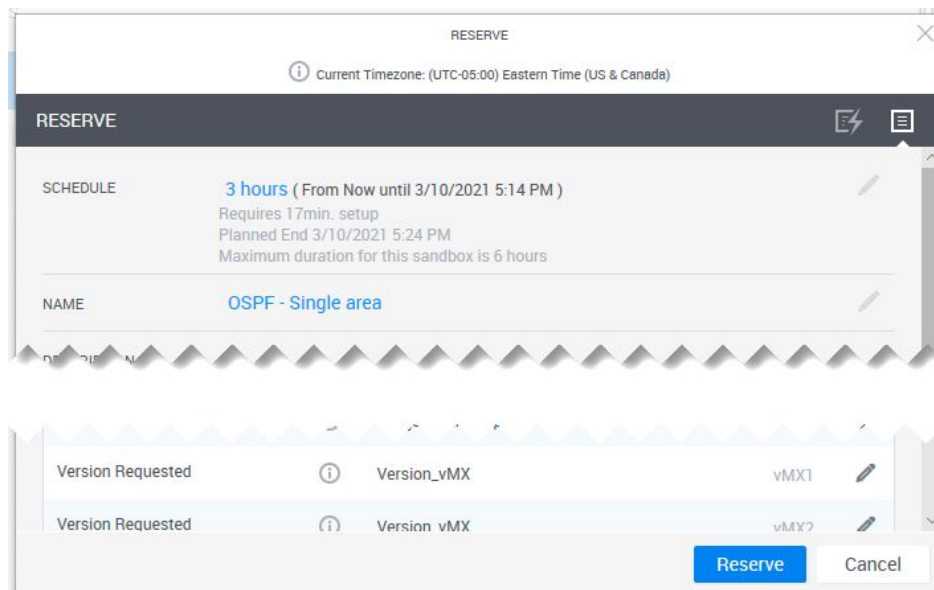 RESERVE
Current Timezone: (UTC-05:00) Eastern Time (US & Canada)
RESERVE
SCHEDULE
3 hours ( From Now until 3/10/2021 5:14 PM )
Requires 17min. setup
Planned End 3/10/2021 5:24 PM
Maximum duration for this sandbox is 6 hours
NAME
OSPF - Single area
Version Requested
Version_vMX
vMX1
Version Requested
Version_vMX
vMX2
Reserve
Cancel